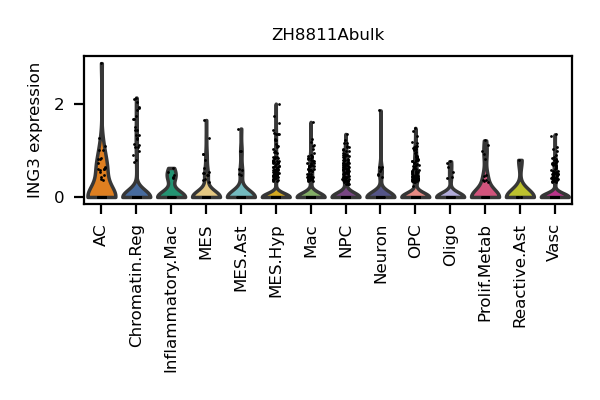 ZH8811Abulk
ING3 expression
2
0
AC
Chromatin.Reg
Inflammatory.Mac
MES
MES.Ast
MES.Hyp
Mac
NPC
Neuron
OPC
Oligo
Prolif.Metab
Reactive.Ast
Vasc